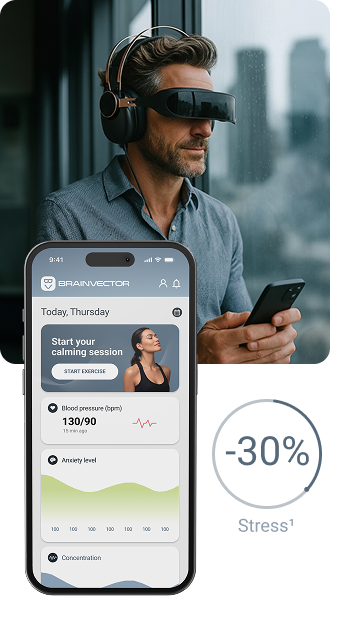 9:41
BRAINVECTOR
Today, Thursday
Start your
calming session
START EXERCISE
Blood pressure (bpm)
130/90
15 min ago
Anxiety level
100 100 100 100 100 100 100
Concentration
-30%
Stress¹